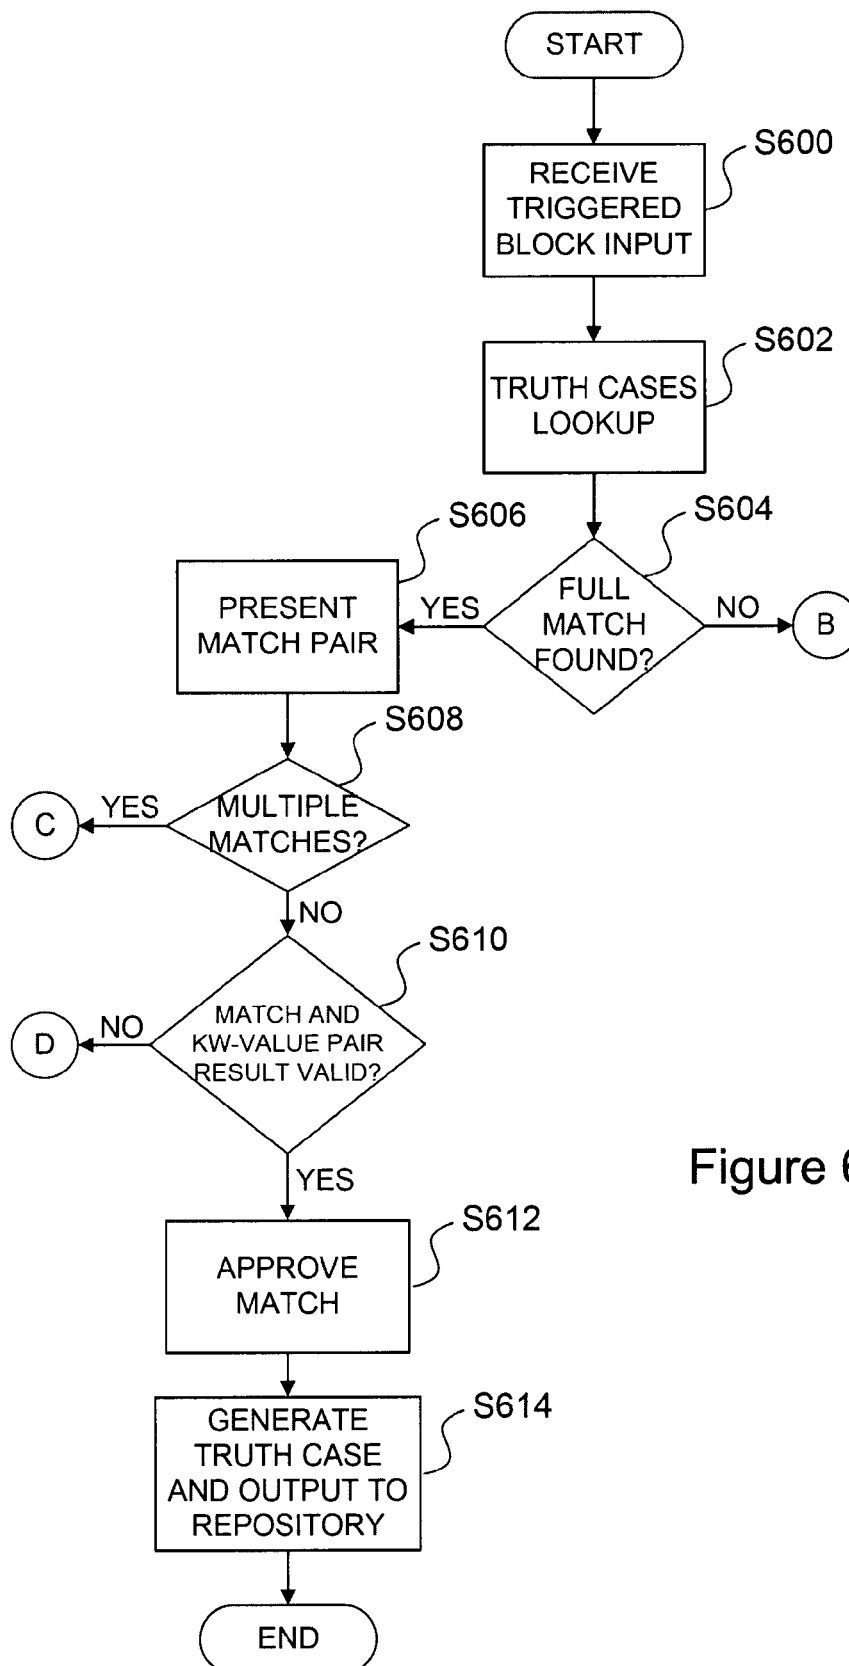 START
S600
RECEIVE
TRIGGERED
BLOCK INPUT
S602
TRUTH CASES
LOOKUP
S604
S606
FULL
MATCH
FOUND?
YES
NO
B
PRESENT
MATCH PAIR
S608
MULTIPLE
MATCHES?
YES
C
NO
S610
MATCH AND
KW-VALUE PAIR
RESULT VALID?
NO
D
YES
Figure 6
S612
APPROVE
MATCH
S614
GENERATE
TRUTH CASE
AND OUTPUT TO
REPOSITORY
END